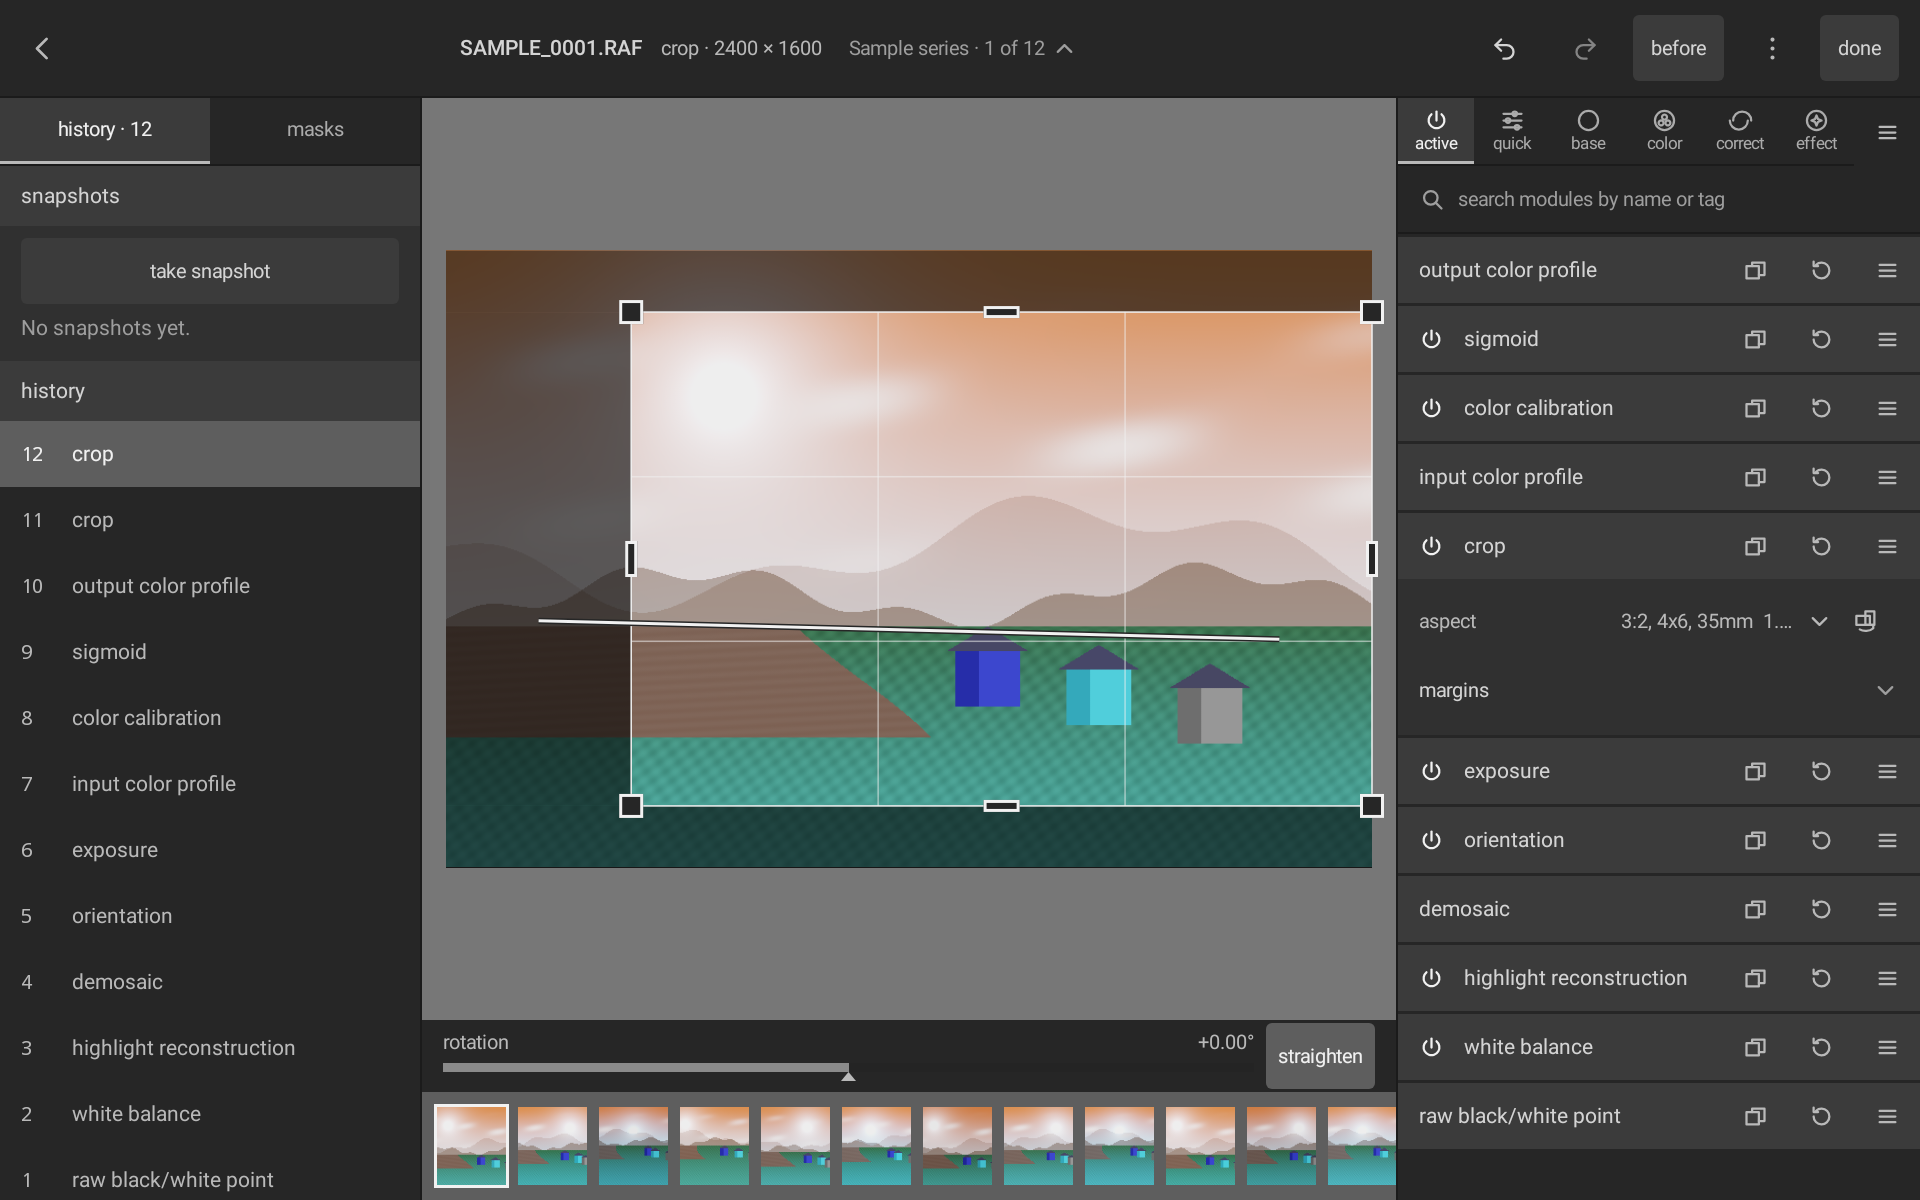 SAMPLE_0001.RAF crop · 2400 × 1600 Sample series · 1 of 12
before
done
history · 12
masks
snapshots
take snapshot
No snapshots yet.
history
12 crop
11 crop
10 output color profile
9 sigmoid
8 color calibration
7 input color profile
6 exposure
5 orientation
4 demosaic
3 highlight reconstruction
2 white balance
1 raw black/white point
rotation
+0.00°
straighten
active
quick
base
color
correct
effect
search modules by name or tag
output color profile
sigmoid
color calibration
input color profile
crop
aspect 3:2, 4x6, 35mm 1....
margins
exposure
orientation
demosaic
highlight reconstruction
white balance
raw black/white point